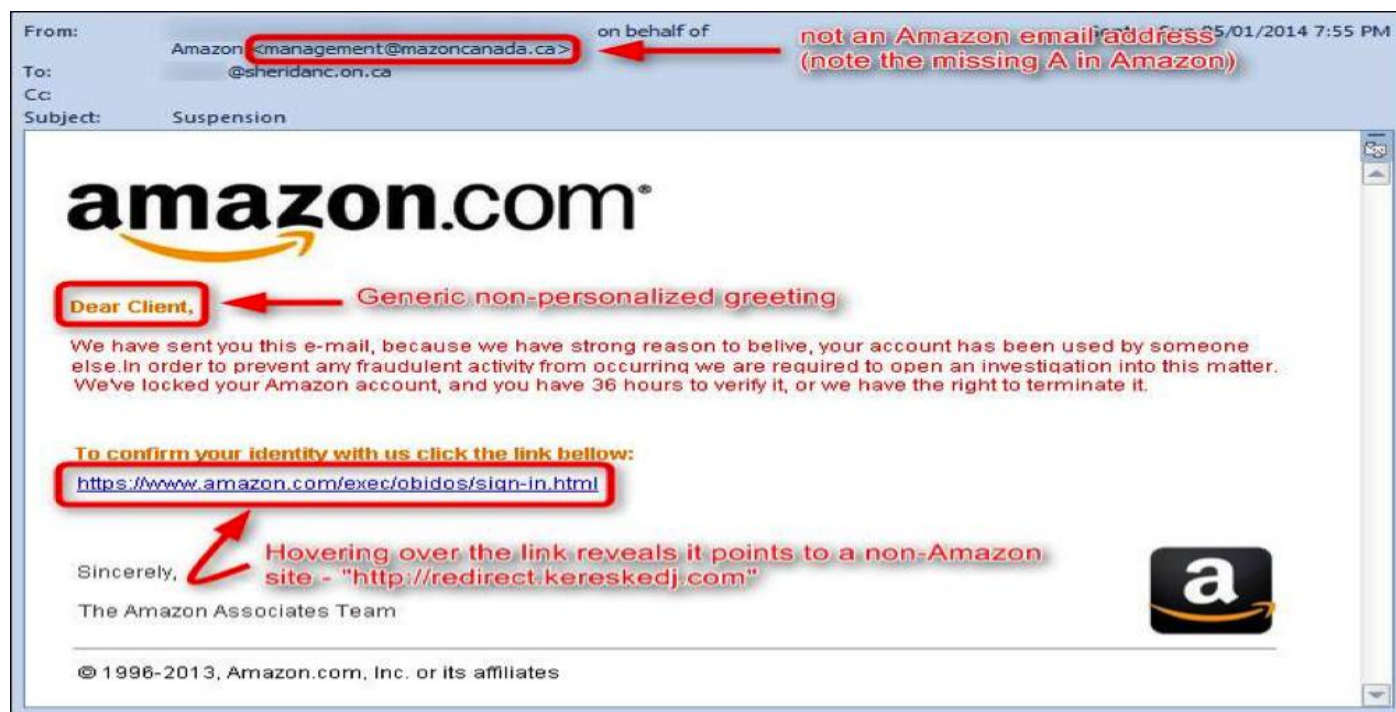 From: on behalf of
Amazon <management@mazoncanada.ca>
05/01/2014 7:55 PM
not an Amazon email address
(note the missing A in Amazon)
To: @sheridanc.on.ca
Cc:
Subject: Suspension
amazon.com®
Dear Client,
Generic non-personalized greeting
We have sent you this e-mail, because we have strong reason to belive, your account has been used by someone
else.In order to prevent any fraudulent activity from occurring we are required to open an investigation into this matter.
We've locked your Amazon account, and you have 36 hours to verify it, or we have the right to terminate it.
To confirm your identity with us click the link bellow:
https://www.amazon.com/exec/obidos/sign-in.html
Hovering over the link reveals it points to a non-Amazon
site - "http://redirect.kereskedj.com"
Sincerely,
The Amazon Associates Team
a
© 1996-2013, Amazon.com, Inc. or its affiliates